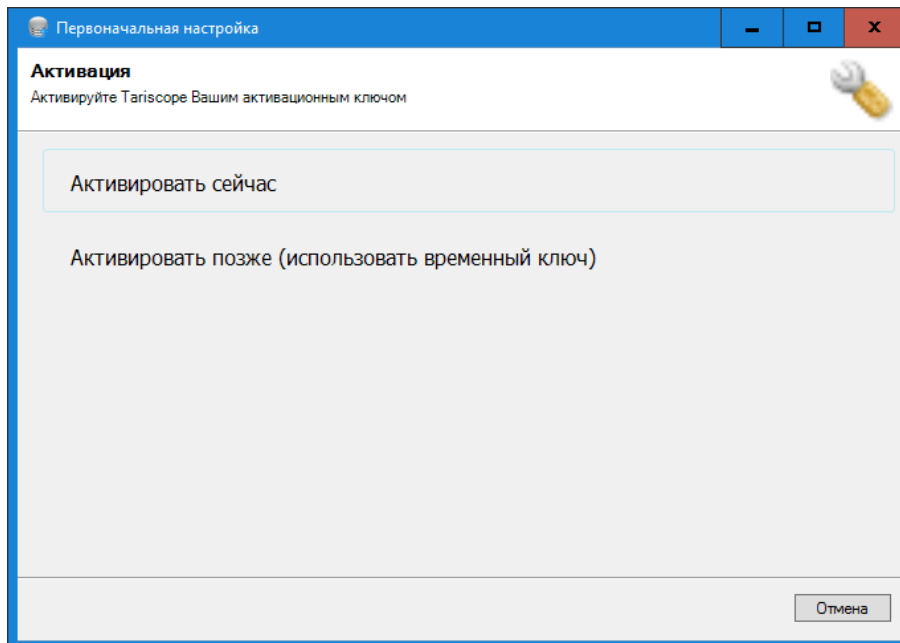 Первоначальная настройка
Активация
Активируйте Tariscope Вашим активационным ключом
Активировать сейчас
Активировать позже (использовать временный ключ)
Отмена